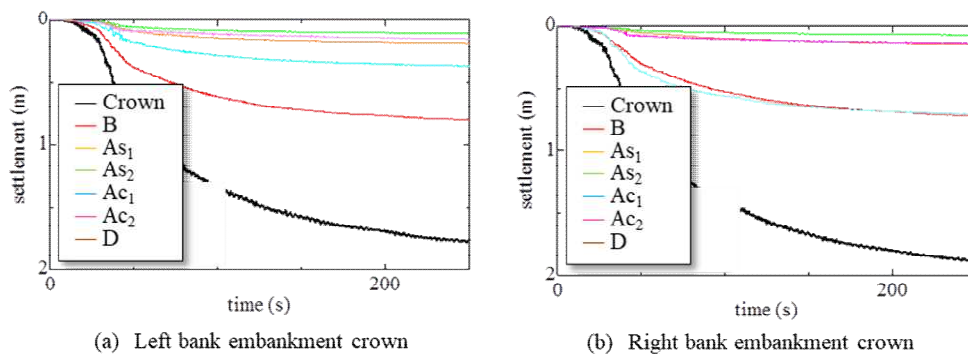 0
settlement (m)
1
2
Crown
B
As1
As2
Ac1
Ac2
D
0
200
time (s)
(a) Left bank embankment crown
0
settlement (m)
1
2
Crown
B
As1
As2
Ac1
Ac2
D
0
200
time (s)
(b) Right bank embankment crown